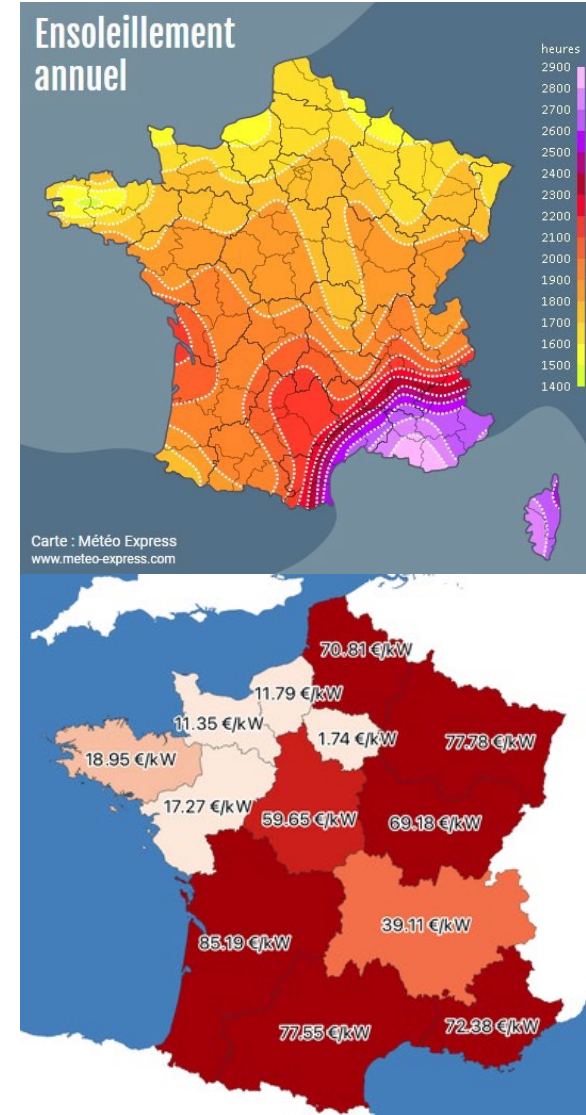 Ensoleillement
annuel
heures
2900
2800
2700
2600
2500
2400
2300
2200
2100
2000
1900
1800
1700
1600
1500
1400
Carte : Météo Express
www.meteo-express.com
70.81 €/kW
11.79 €/kW
11.35 €/kW
1.74 €/kW
77.78 €/kW
18.95 €/kW
17.27 €/kW
59.65 €/kW
69.18 €/kW
39.11 €/kW
85.19 €/kW
77.55 €/kW
72.38 €/kW